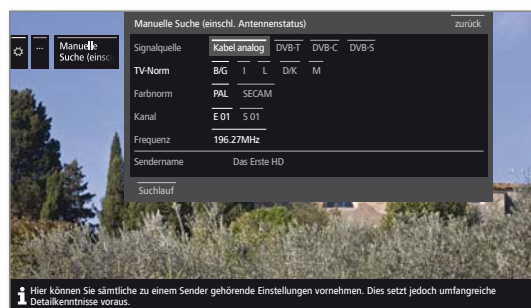 Manuelle Suche (einschl. Antennenstatus) zurück
... Manuelle
Suche (einsc
Signalquelle Kabel analog DVB-T DVB-C DVB-S
TV-Norm B/G I L D/K M
Farbnorm PAL SECAM
Kanal E 01 S 01
Frequenz 196.27MHz
Sendername Das Erste HD
Suchlauf
i Hier können Sie sämtliche zu einem Sender gehörende Einstellungen vornehmen. Dies setzt jedoch umfangreiche
Detailkenntnisse voraus.